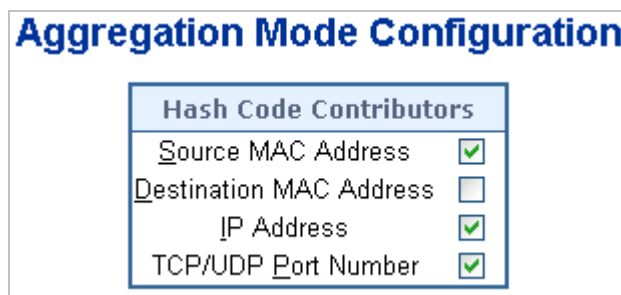 Aggregation Mode Configuration
Hash Code Contributors
Source MAC Address
Destination MAC Address
IP Address
TCP/UDP Port Number